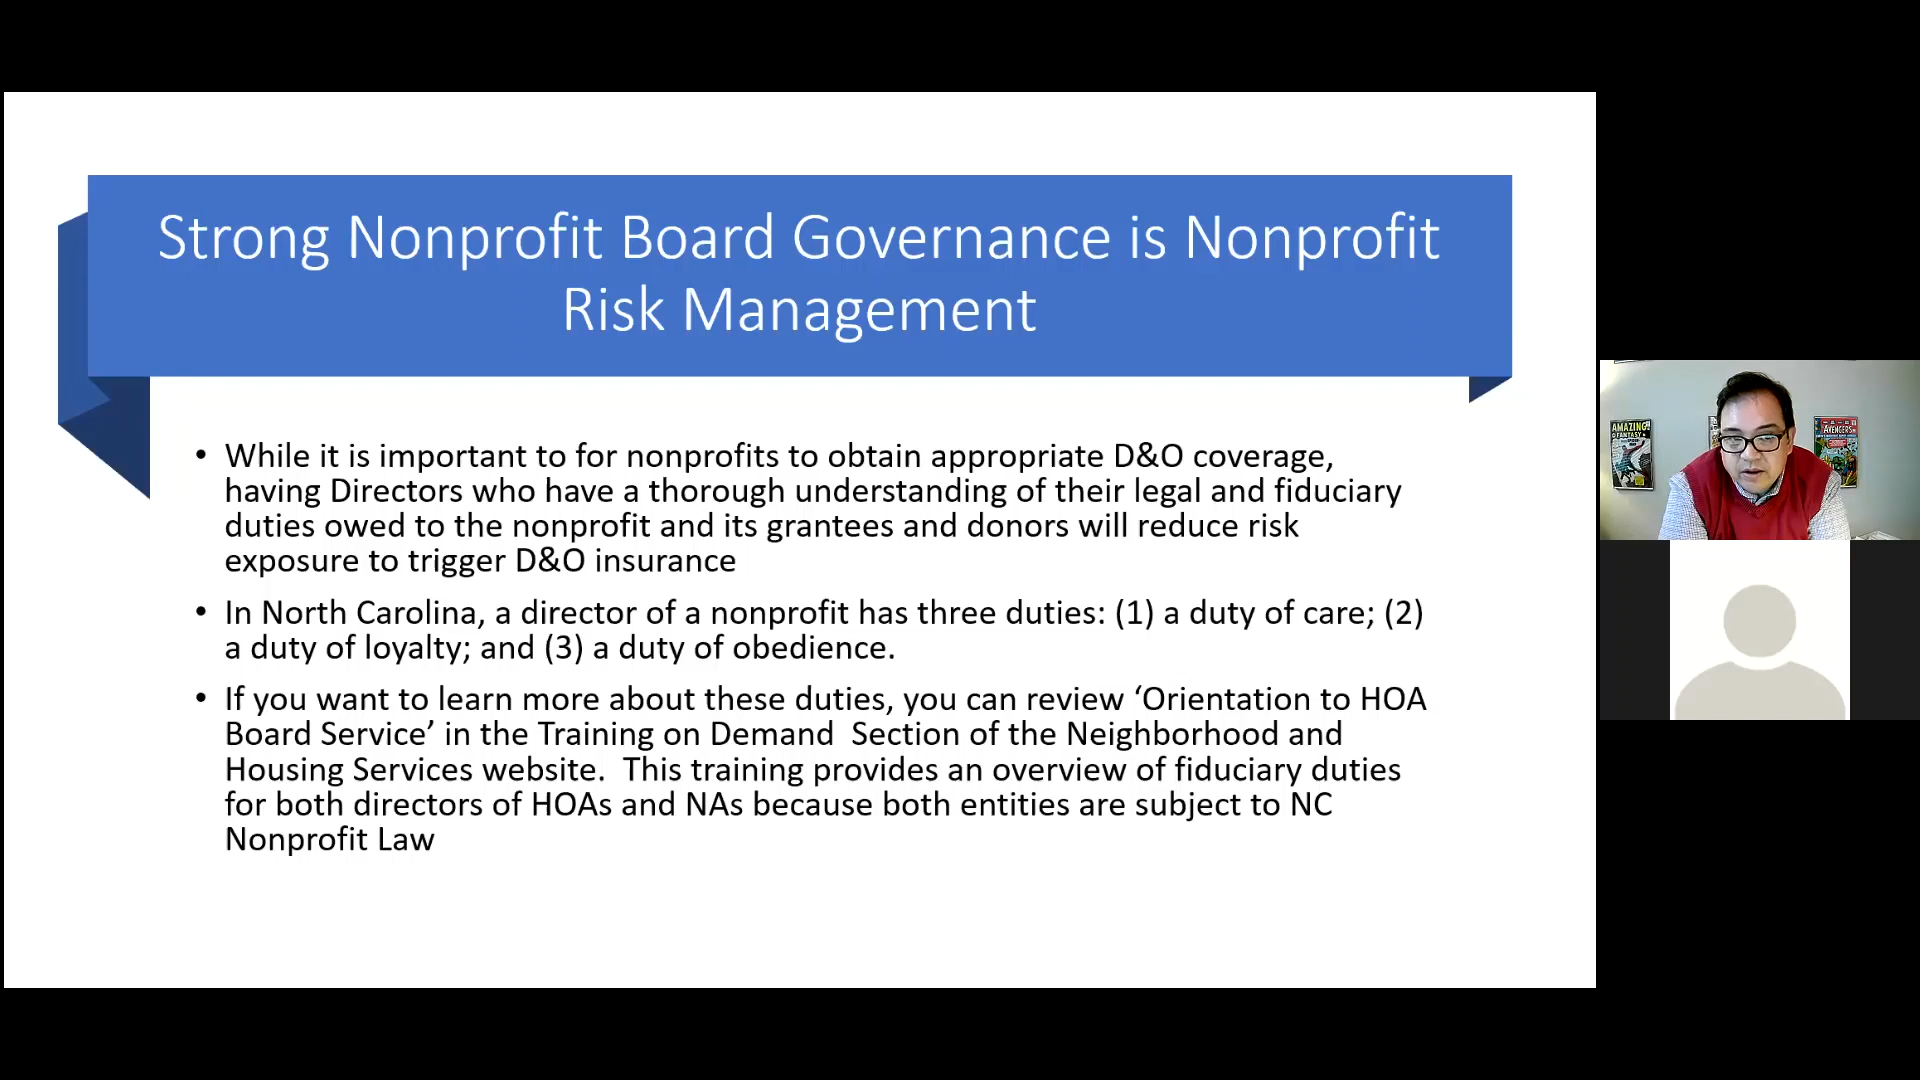 Strong Nonprofit Board Governance is Nonprofit
Risk Management
• While it is important to for nonprofits to obtain appropriate D&O coverage,
having Directors who have a thorough understanding of their legal and fiduciary
duties owed to the nonprofit and its grantees and donors will reduce risk
exposure to trigger D&O insurance
• In North Carolina, a director of a nonprofit has three duties: (1) a duty of care; (2)
a duty of loyalty; and (3) a duty of obedience.
• If you want to learn more about these duties, you can review ‘Orientation to HOA
Board Service’ in the Training on Demand  Section of the Neighborhood and
Housing Services website.  This training provides an overview of fiduciary duties
for both directors of HOAs and NAs because both entities are subject to NC
Nonprofit Law
AMAZING
FANTASY
AVENGERS